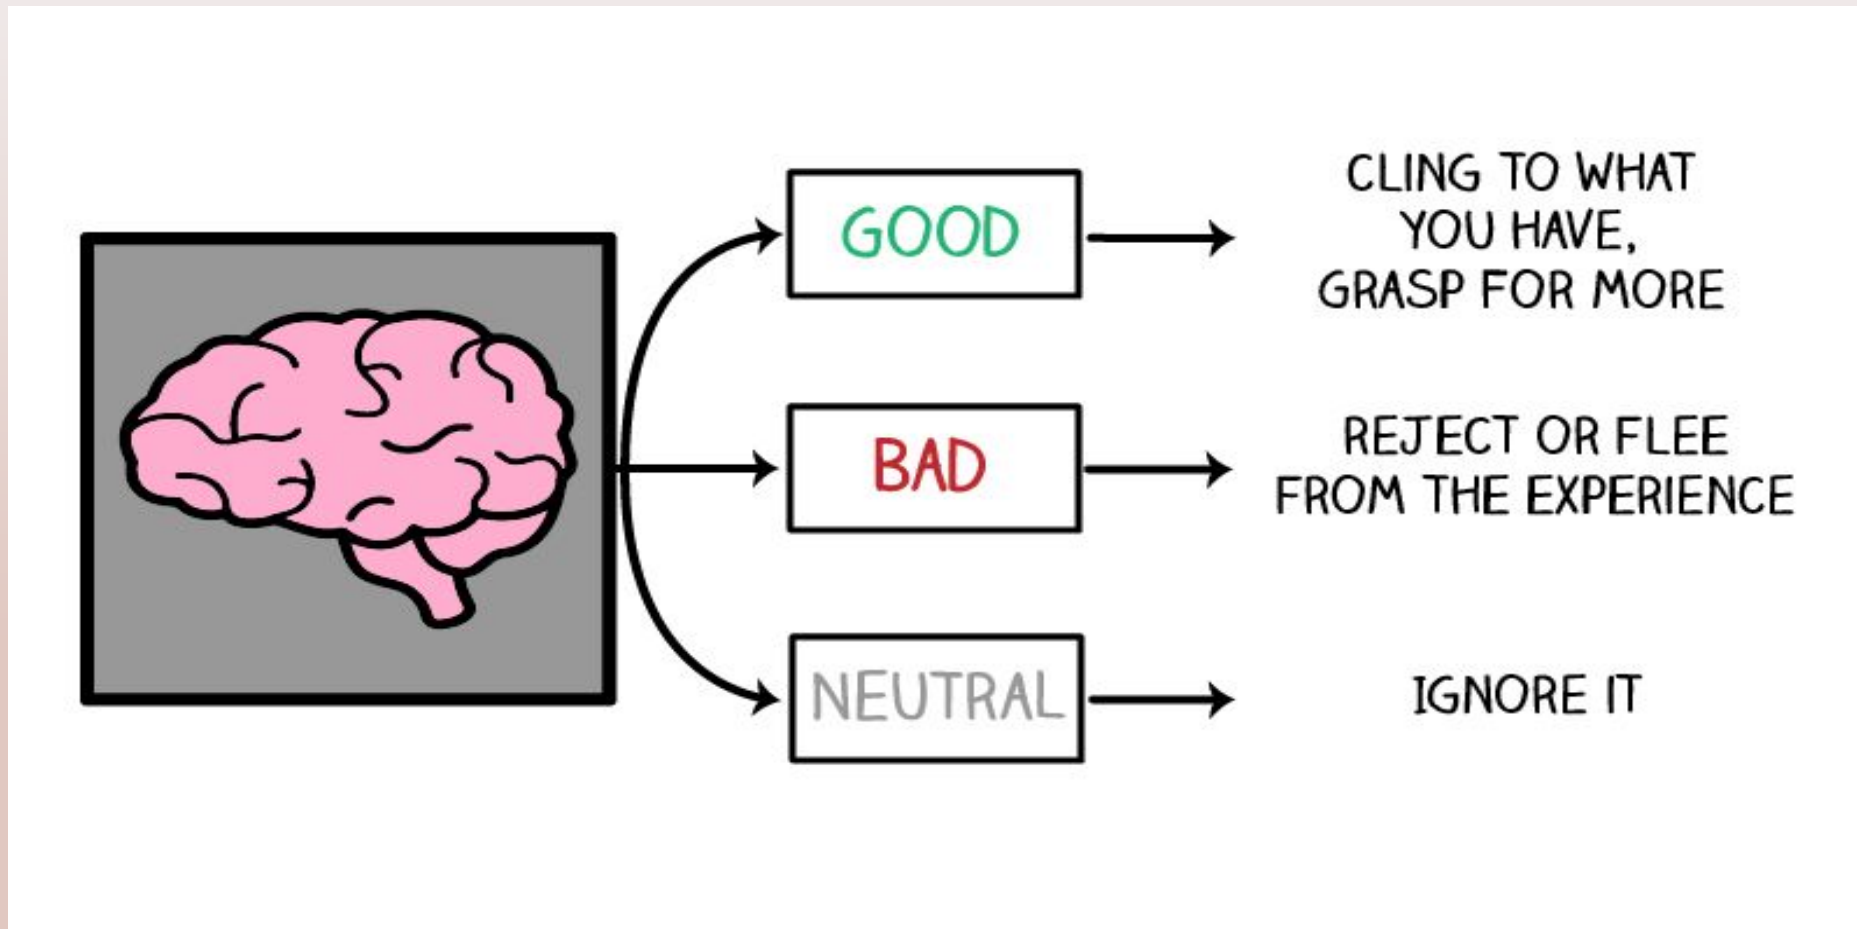 GOOD
CLING TO WHAT
YOU HAVE,
GRASP FOR MORE
BAD
REJECT OR FLEE
FROM THE EXPERIENCE
NEUTRAL
IGNORE IT